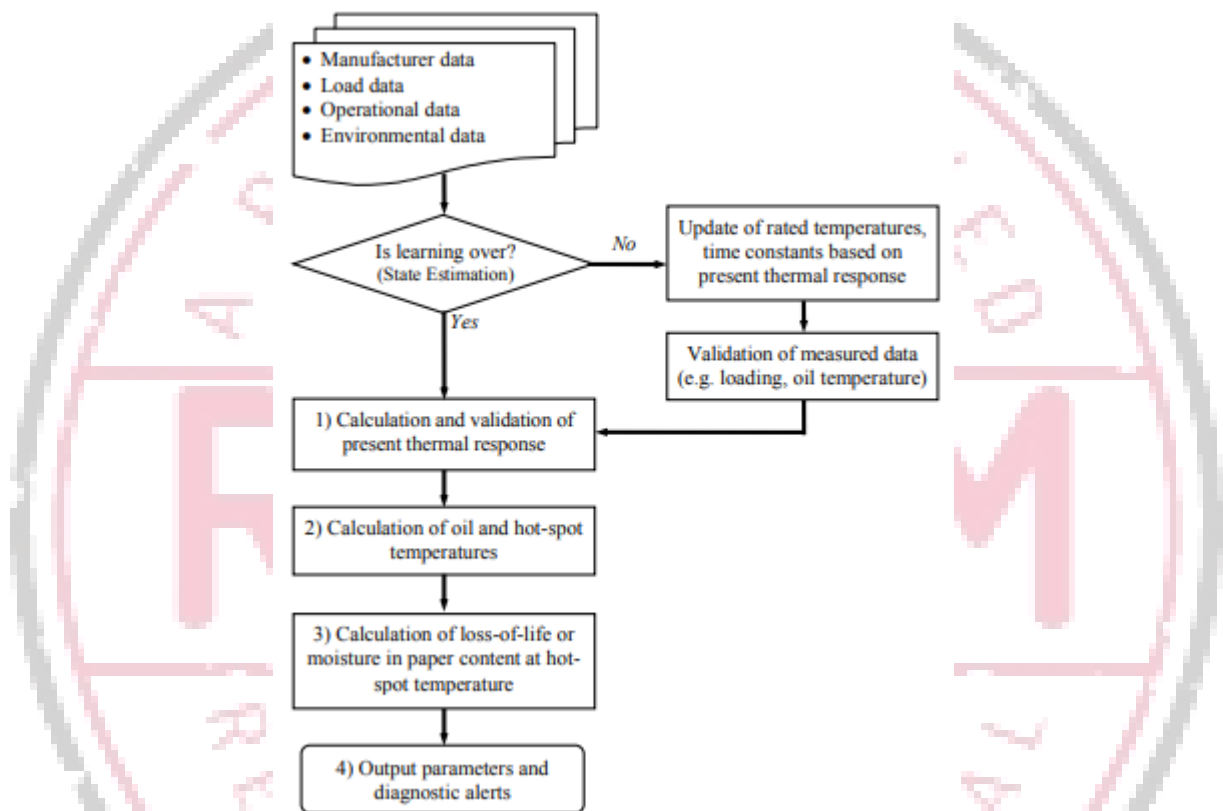 • Manufacturer data
• Load data
• Operational data
• Environmental data
Is learning over?
(State Estimation)
No
Yes
Update of rated temperatures,
time constants based on
present thermal response
Validation of measured data
(e.g. loading, oil temperature)
1) Calculation and validation of
present thermal response
2) Calculation of oil and hot-spot
temperatures
3) Calculation of loss-of-life or
moisture in paper content at hot-
spot temperature
4) Output parameters and
diagnostic alerts